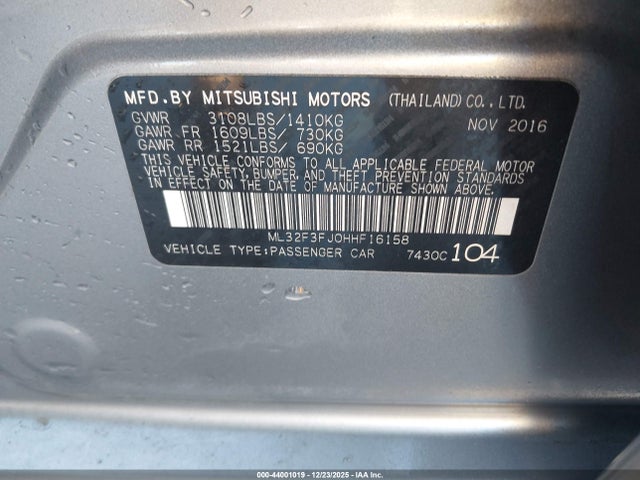 MFD.BY MITSUBISHI MOTORS (THAILAND)CO.,LTD.
GVWR 3108LBS/1410KG NOV 2016
GAWR FR 1609LBS/ 730KG
GAWR RR 1521LBS/ 690KG
THIS VEHICLE CONFORMS TO ALL APPLICABLE FEDERAL MOTOR
VEHICLE SAFETY, BUMPER, AND THEFT PREVENTION STANDARDS
IN EFFECT ON THE DATE OF MANUFACTURE SHOWN ABOVE.
ML32F3FJ0HHF16158
VEHICLE TYPE:PASSENGER CAR 7430C 104
000-44001019 - 12/23/2025 - IAAI.COM